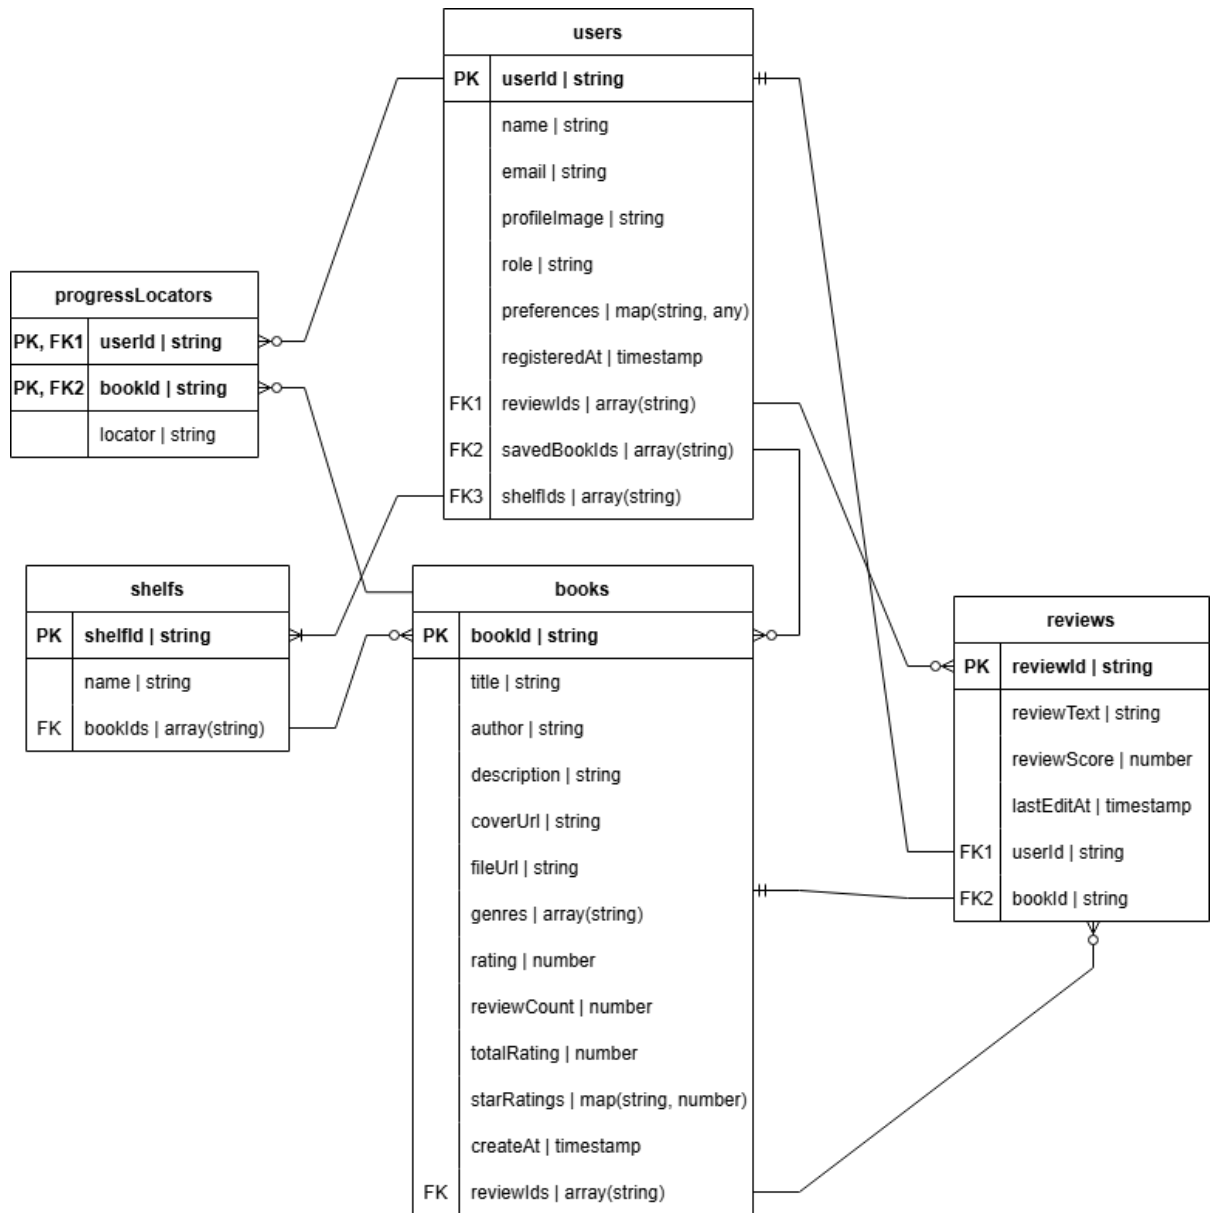 users
PK userId | string
name | string
email | string
profileImage | string
role | string
preferences | map(string, any)
registeredAt | timestamp
FK1 reviewIds | array(string)
FK2 savedBookIds | array(string)
FK3 shelfIds | array(string)
progressLocators
PK, FK1 userId | string
PK, FK2 bookId | string
locator | string
shelfs
PK shelfId | string
name | string
FK bookIds | array(string)
books
PK bookId | string
title | string
author | string
description | string
coverUrl | string
fileUrl | string
genres | array(string)
rating | number
reviewCount | number
totalRating | number
starRatings | map(string, number)
createAt | timestamp
FK reviewIds | array(string)
reviews
PK reviewId | string
reviewText | string
reviewScore | number
lastEditAt | timestamp
FK1 userId | string
FK2 bookId | string